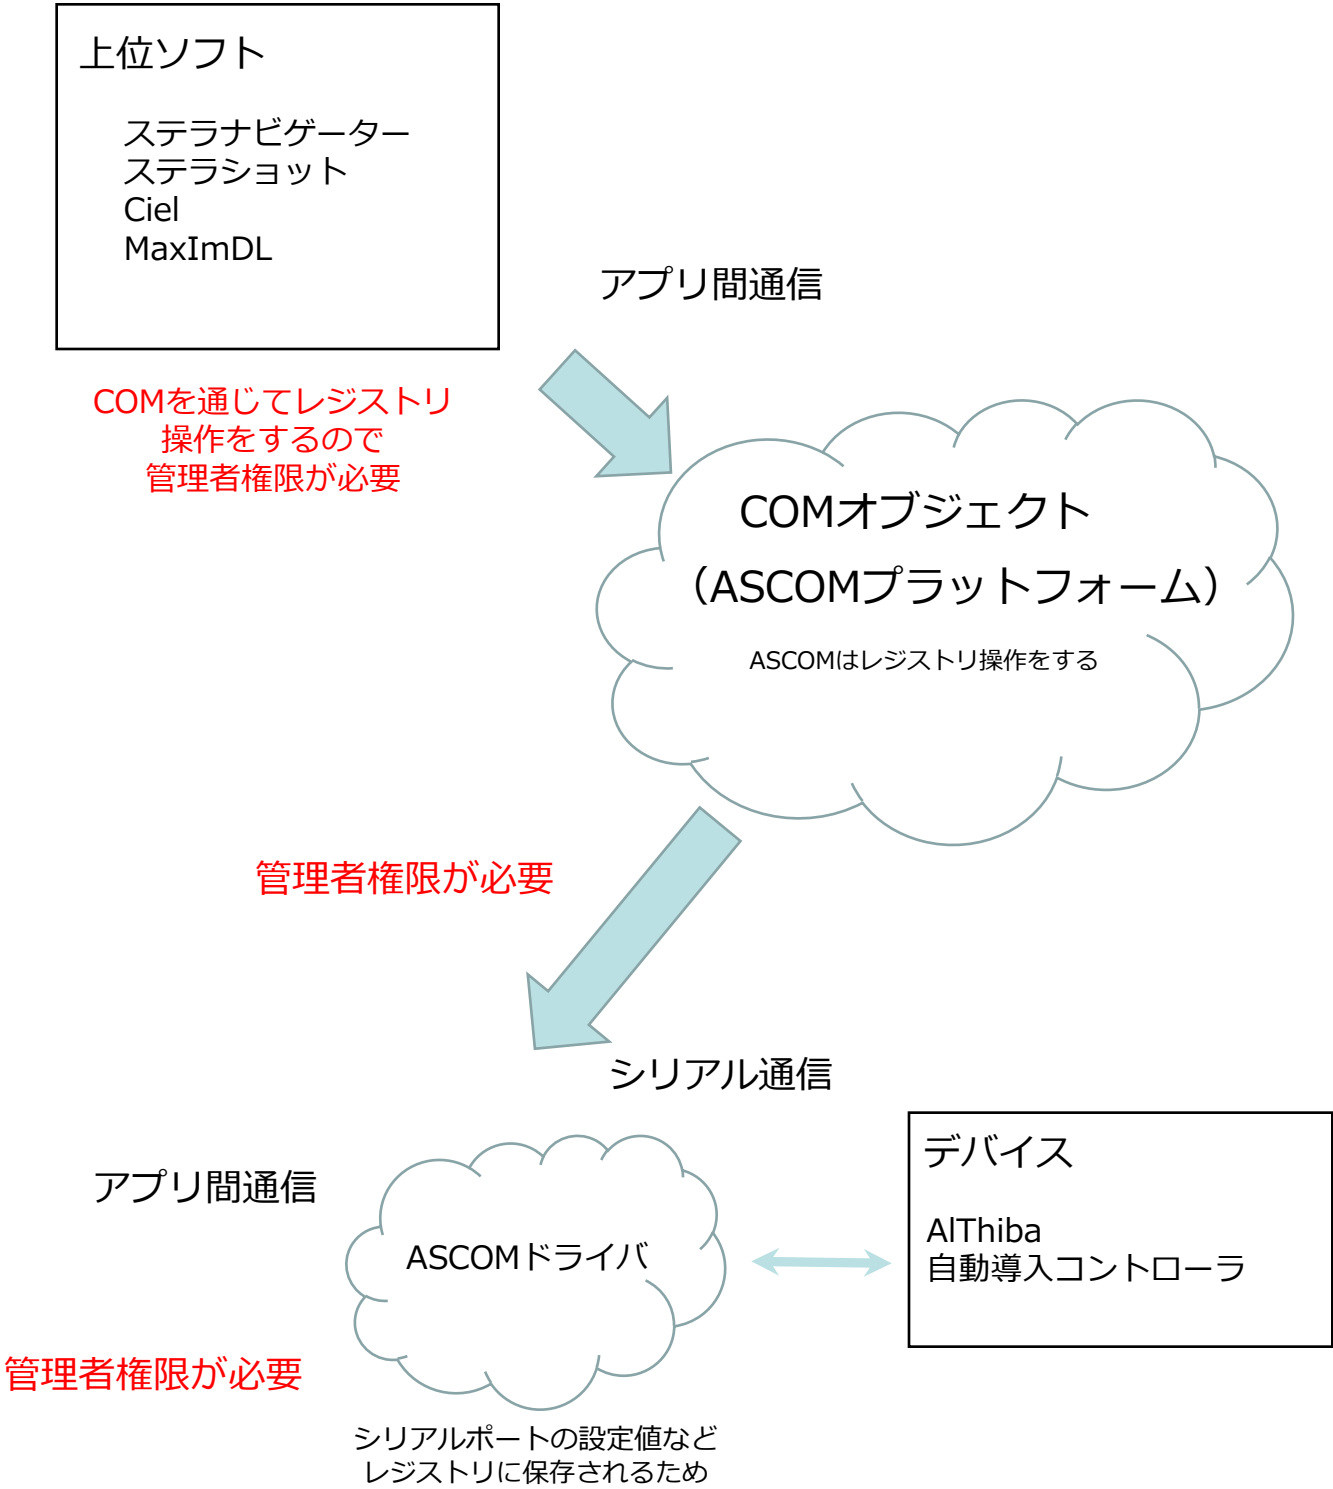 上位ソフト
ステラナビゲーター
ステラショット
Ciel
MaxImDL
アプリ間通信
COMを通じてレジストリ
操作をするので
管理者権限が必要
COMオブジェクト
（ASCOMプラットフォーム）
ASCOMはレジストリ操作をする
管理者権限が必要
シリアル通信
アプリ間通信
ASCOMドライバ
デバイス
AlThiba
自動導入コントローラ
管理者権限が必要
シリアルポートの設定値など
レジストリに保存されるため